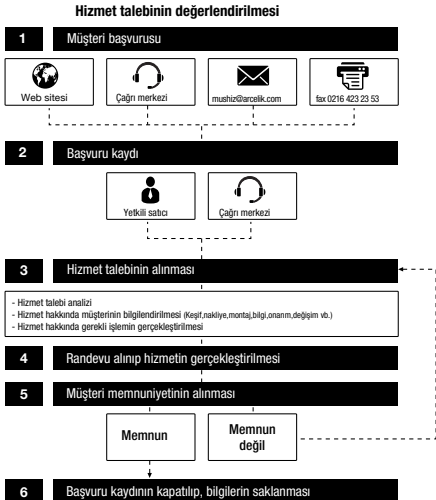 Hizmet talebinin değerlendirilmesi
1 Müşteri başvurusu
Web sitesi
Çağrı merkezi
mushiz@arcelik.com
fax 0216 423 23 53
2 Başvuru kaydı
Yetkili satıcı
Çağrı merkezi
3 Hizmet talebinin alınması
- Hizmet talebi analizi
- Hizmet hakkında müşterinin bilgilendirilmesi (Keşif,nakliye,montaj,bilgi,onarım,değişim vb.)
- Hizmet hakkında gerekli işlemin gerçekleştirilmesi
4 Randevu alınıp hizmetin gerçekleştirilmesi
5 Müşteri memnuniyetinin alınması
Memnun
Memnun
değil
6 Başvuru kaydının kapatılıp, bilgilerin saklanması